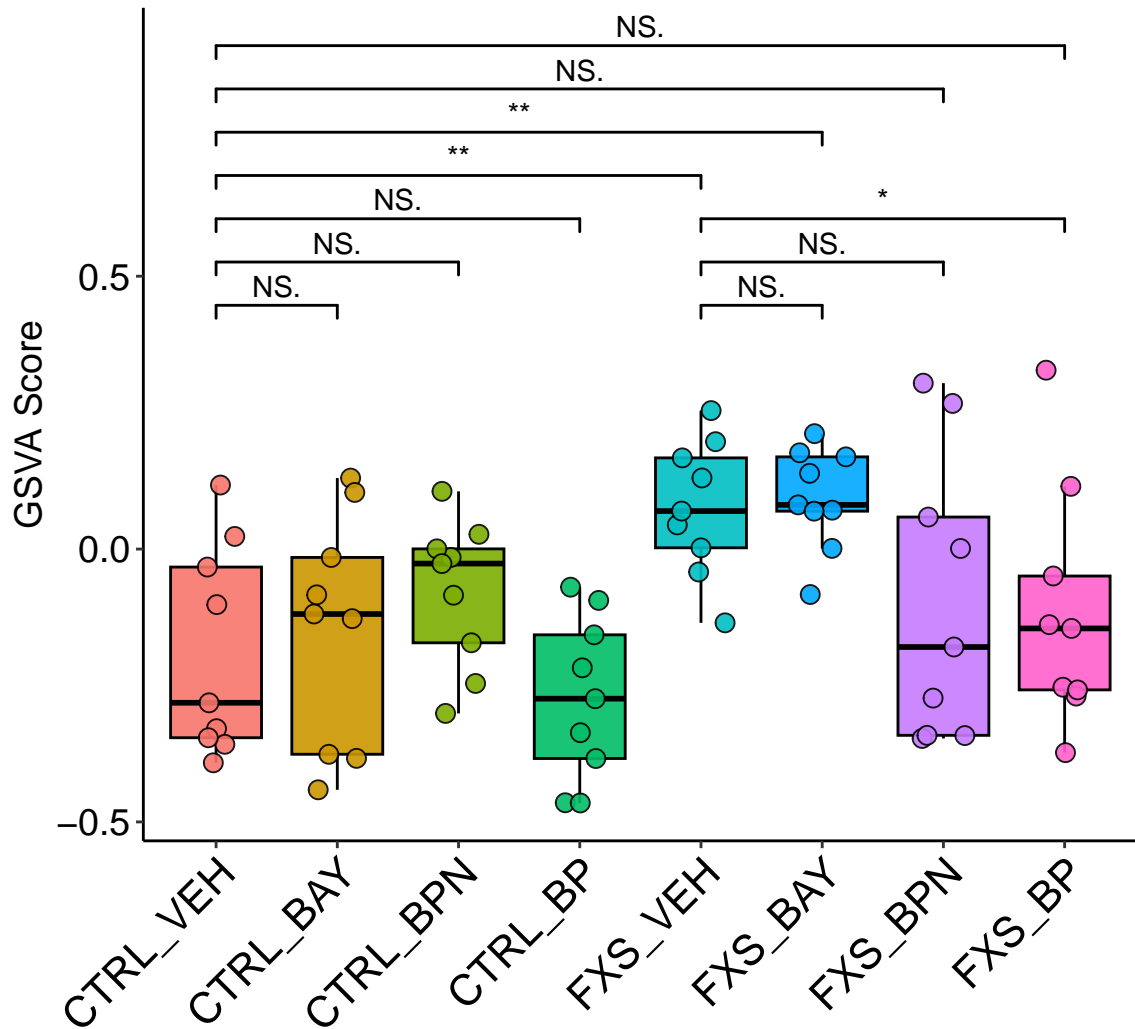 NS.
NS.
**
**
NS.
*
NS.
NS.
NS.
NS.
0.5
0.0
−0.5
GSVA Score
CTRL_VEH
CTRL_BAY
CTRL_BPN
CTRL_BP
FXS_VEH
FXS_BAY
FXS_BPN
FXS_BP